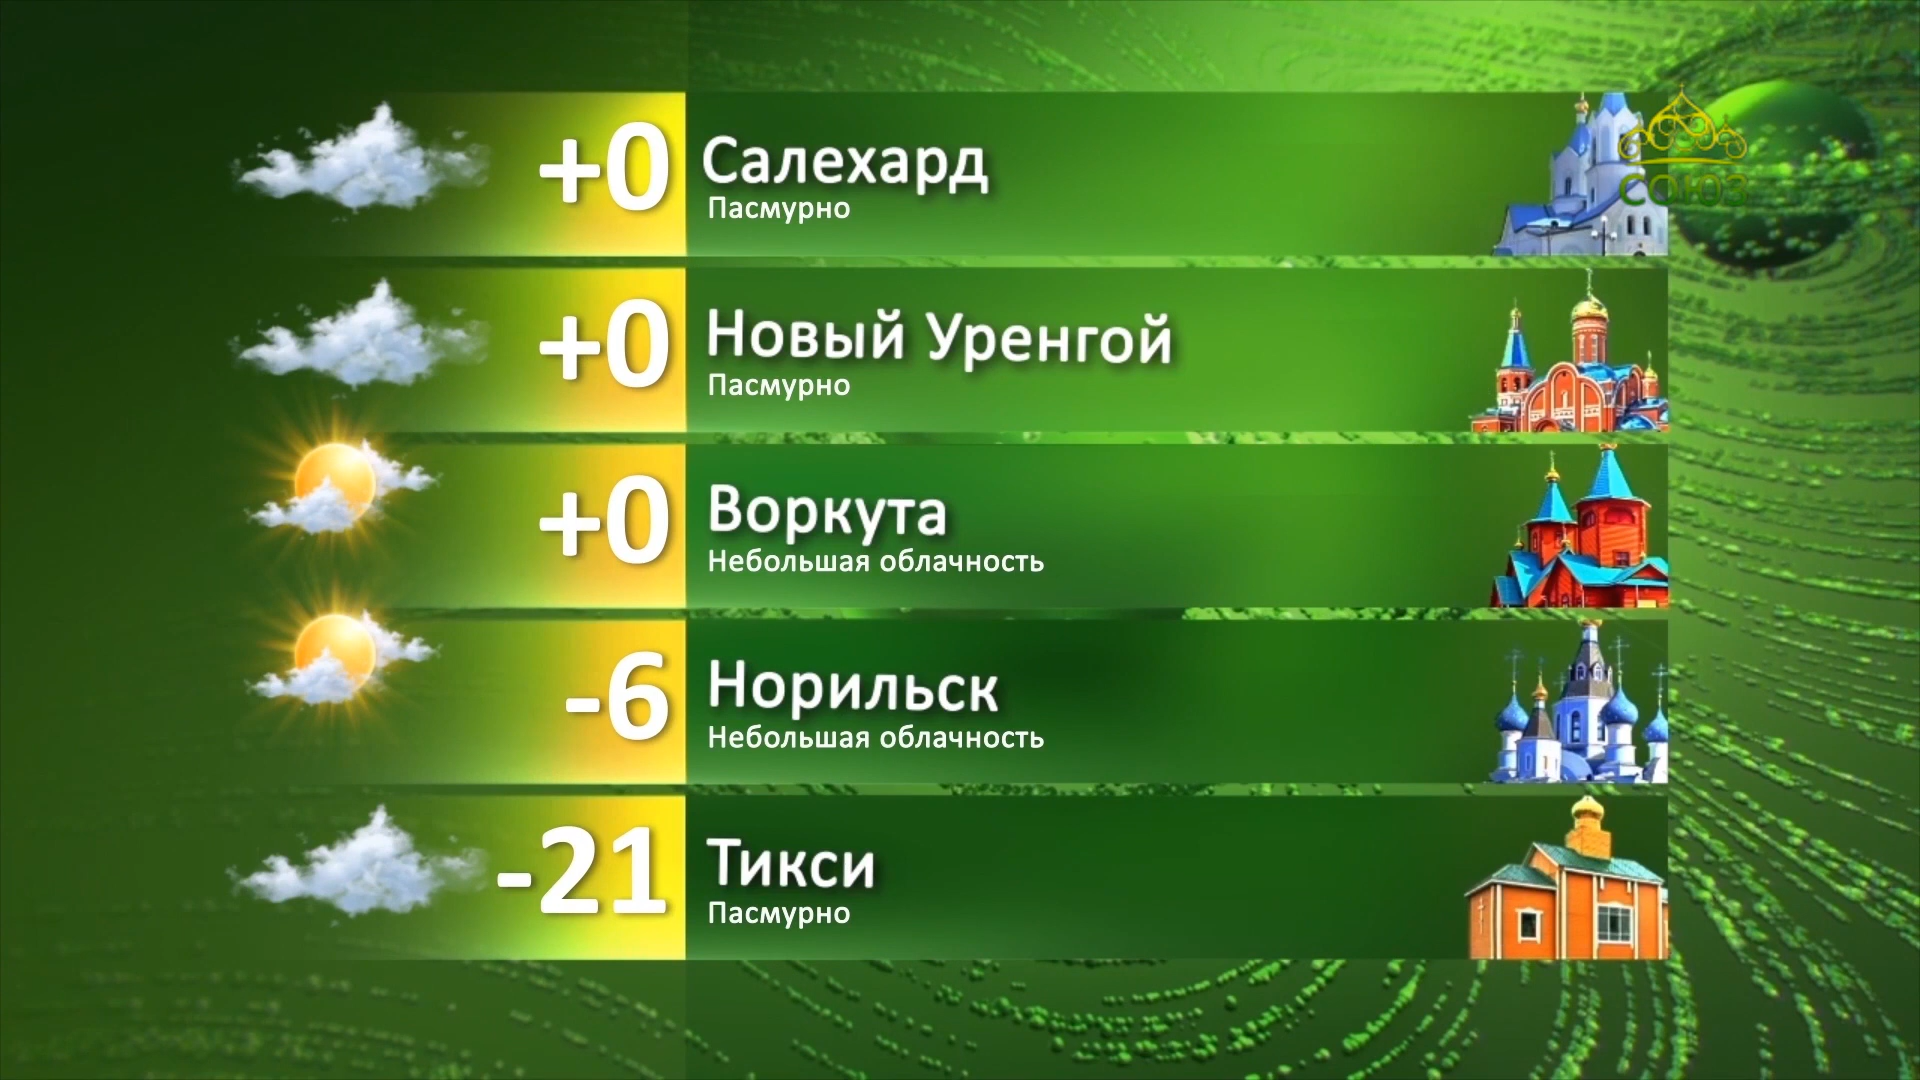 +0 Салехард
Пасмурно
СОЮЗ
+0 Новый Уренгой
Пасмурно
+0 Воркута
Небольшая облачность
-6 Норильск
Небольшая облачность
-21 Тикси
Пасмурно